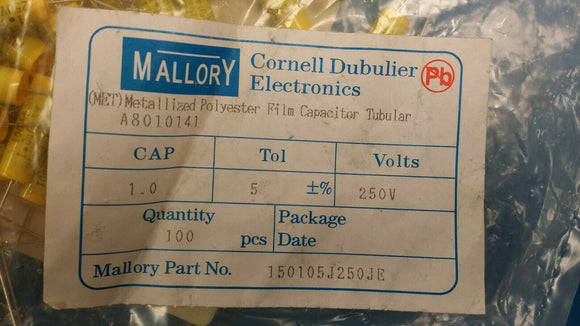 MALLORY Cornell Dubulier Electronics Pb
(MET)Metallized Polyester Film Capacitor Tubular
A8010141
CAP Tol Volts
1.0 5 ±% 250V
Quantity Package
100 pcs Date
Mallory Part No. 150105J250JE